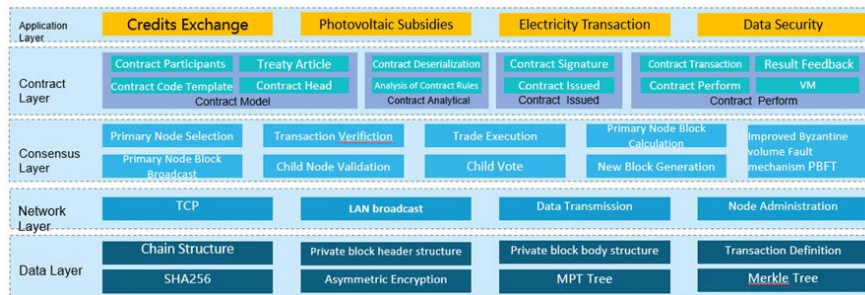 Application Layer
Credits Exchange
Photovoltaic Subsidies
Electricity Transaction
Data Security
Contract Layer
Contract Participants
Treaty Article
Contract Code Template
Contract Head
Contract Model
Contract Deserialization
Analysis of Contract Rules
Contract Analytical
Contract Signature
Contract Issued
Contract Issued
Contract Transaction
Result Feedback
Contract Perform
VM
Contract Perform
Consensus Layer
Primary Node Selection
Transaction Verifiction
Trade Execution
Primary Node Block Calculation
Primary Node Block Broadcast
Child Node Validation
Child Vote
New Block Generation
Improved Byzantine
volume Fault
mechanism PBFT
Network Layer
TCP
LAN broadcast
Data Transmission
Node Administration
Data Layer
Chain Structure
Private block header structure
Private block body structure
Transaction Definition
SHA256
Asymmetric Encryption
MPT Tree
Merkle Tree